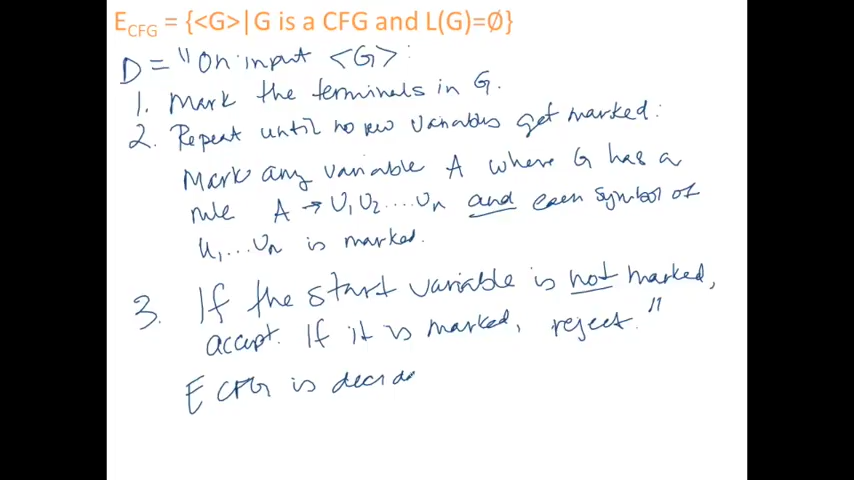 E_CFG = {<G>|G is a CFG and L(G)=∅}
D = "On input <G>:
1. Mark the terminals in G.
2. Repeat until no new variables get marked:
Mark any variable A where G has a
rule A → U₁U₂....Uₙ and each symbol of
U₁...Uₙ is marked.
3. If the start variable is not marked,
accept. If it is marked, reject."
E CFG is decida